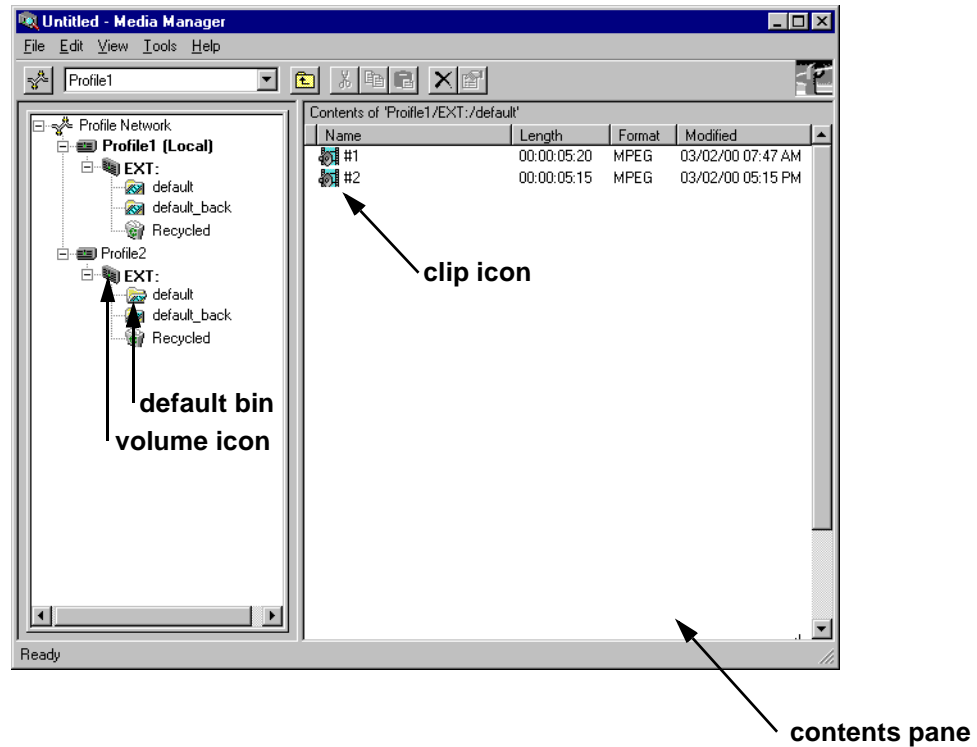 Untitled - Media Manager
File Edit View Tools Help
Profile1
Contents of 'Proifle1/EXT:/default'
Name Length Format Modified
#1 00:00:05:20 MPEG 03/02/00 07:47 AM
#2 00:00:05:15 MPEG 03/02/00 05:15 PM
Profile Network
Profile1 (Local)
EXT:
default
default_back
Recycled
Profile2
EXT:
default
default_back
Recycled
clip icon
default bin
volume icon
Ready
contents pane